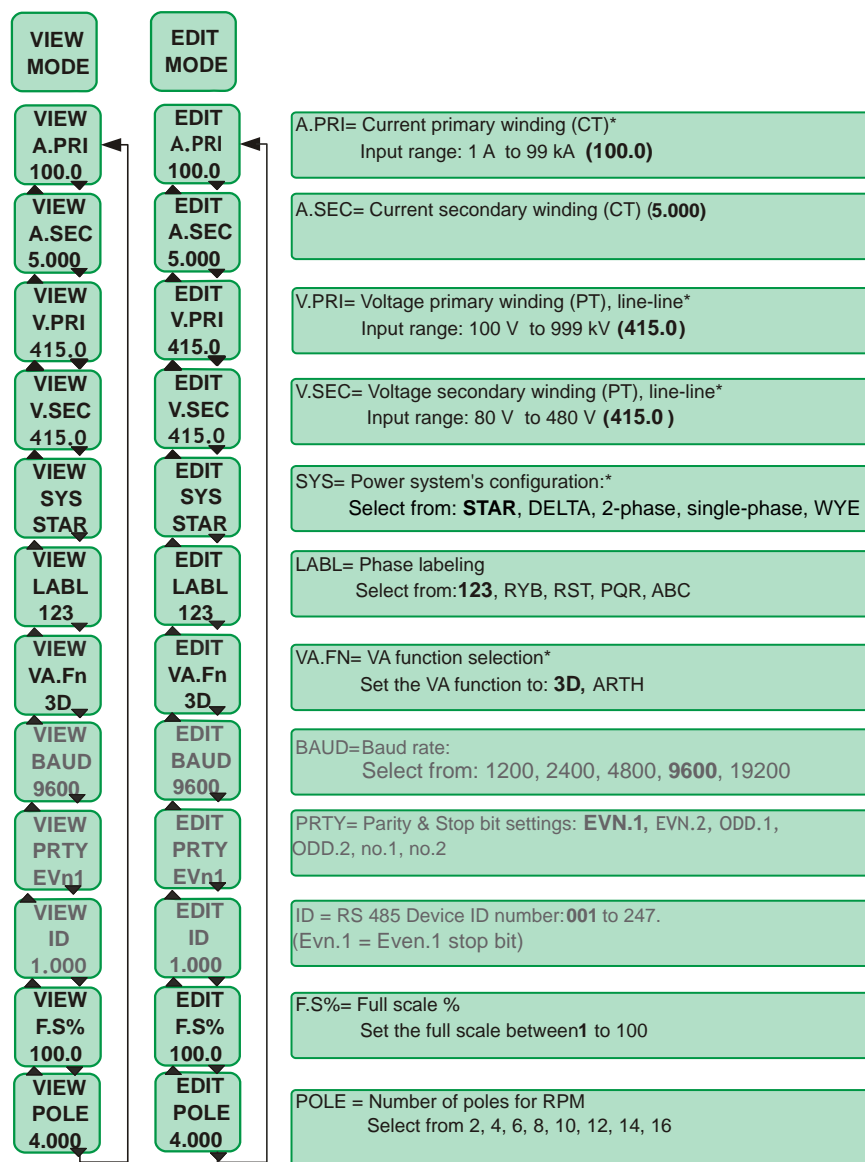 VIEW
MODE
EDIT
MODE
VIEW
A.PRI
100.0
EDIT
A.PRI
100.0
A.PRI= Current primary winding (CT)*
Input range: 1 A to 99 kA (100.0)
VIEW
A.SEC
5.000
EDIT
A.SEC
5.000
A.SEC= Current secondary winding (CT) (5.000)
VIEW
V.PRI
415.0
EDIT
V.PRI
415.0
V.PRI= Voltage primary winding (PT), line-line*
Input range: 100 V to 999 kV (415.0)
VIEW
V.SEC
415.0
EDIT
V.SEC
415.0
V.SEC= Voltage secondary winding (PT), line-line*
Input range: 80 V to 480 V (415.0 )
VIEW
SYS
STAR
EDIT
SYS
STAR
SYS= Power system's configuration:*
Select from: STAR, DELTA, 2-phase, single-phase, WYE
VIEW
LABL
123
EDIT
LABL
123
LABL= Phase labeling
Select from:123, RYB, RST, PQR, ABC
VIEW
VA.Fn
3D
EDIT
VA.Fn
3D
VA.FN= VA function selection*
Set the VA function to: 3D, ARTH
VIEW
BAUD
9600
EDIT
BAUD
9600
BAUD=Baud rate:
Select from: 1200, 2400, 4800, 9600, 19200
VIEW
PRTY
EVn1
EDIT
PRTY
EVn1
PRTY= Parity & Stop bit settings: EVN.1, EVN.2, ODD.1,
ODD.2, no.1, no.2
VIEW
ID
1.000
EDIT
ID
1.000
ID = RS 485 Device ID number:001 to 247.
(Evn.1 = Even.1 stop bit)
VIEW
F.S%
100.0
EDIT
F.S%
100.0
F.S%= Full scale %
Set the full scale between1 to 100
VIEW
POLE
4.000
EDIT
POLE
4.000
POLE = Number of poles for RPM
Select from 2, 4, 6, 8, 10, 12, 14, 16